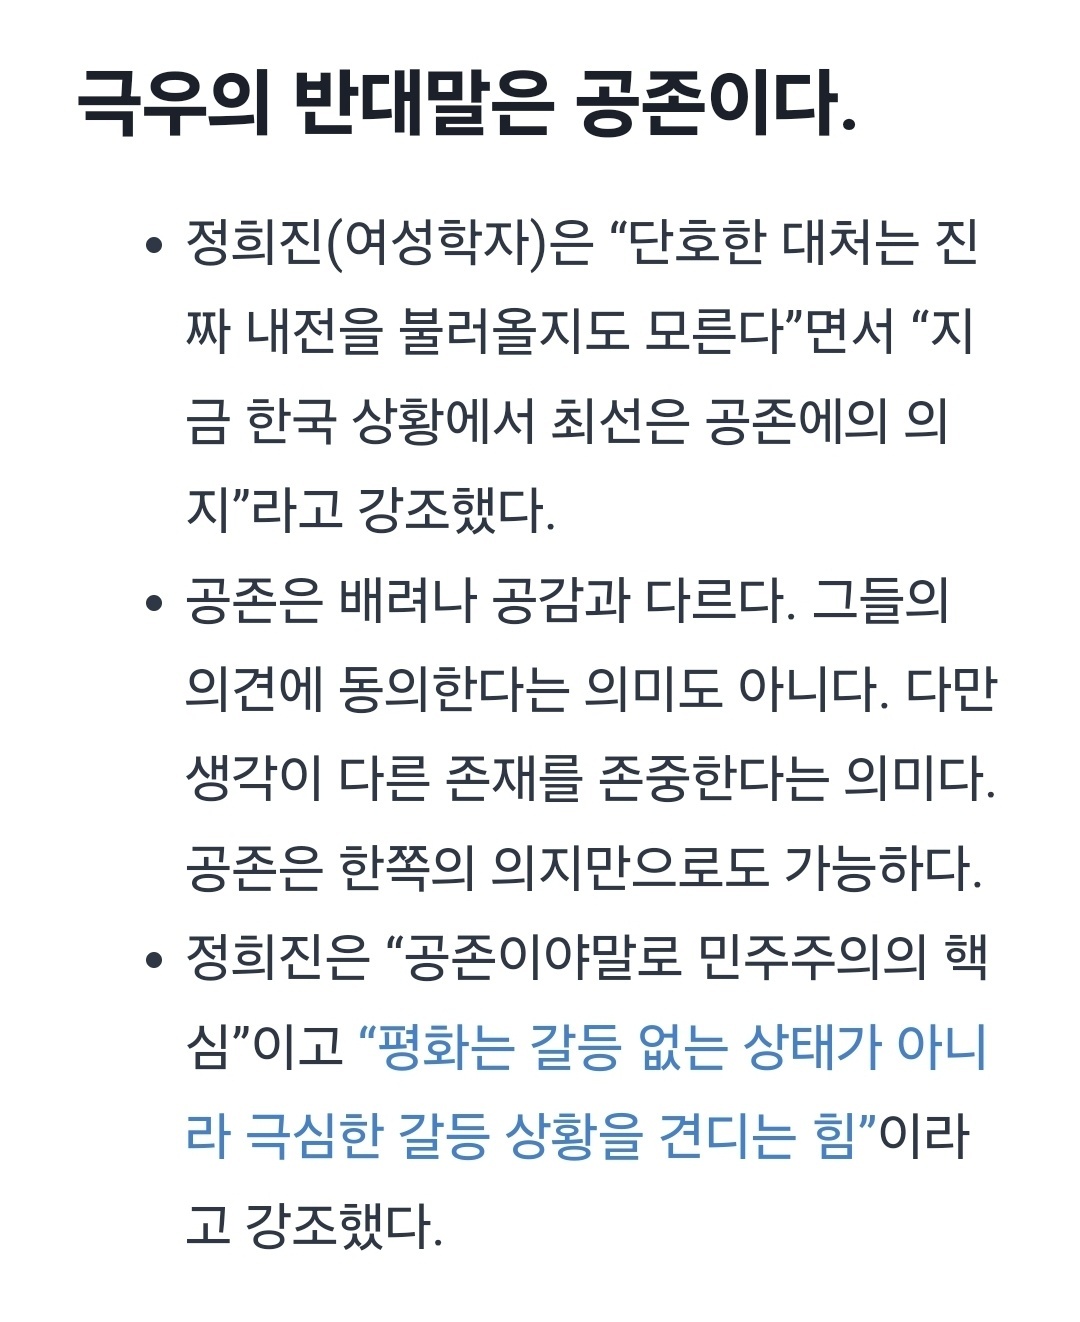 극우의 반대말은 공존이다.
• 정희진(여성학자)은 “단호한 대처는 진
짜 내전을 불러올지도 모른다”면서 “지
금 한국 상황에서 최선은 공존에의 의
지”라고 강조했다.
• 공존은 배려나 공감과 다르다. 그들의
의견에 동의한다는 의미도 아니다. 다만
생각이 다른 존재를 존중한다는 의미다.
공존은 한쪽의 의지만으로도 가능하다.
• 정희진은 “공존이야말로 민주주의의 핵
심”이고 “평화는 갈등 없는 상태가 아니
라 극심한 갈등 상황을 견디는 힘”이라
고 강조했다.